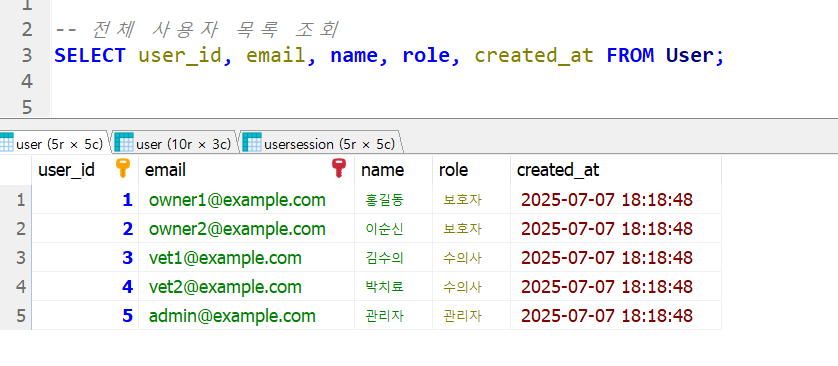 1
2 -- 전체 사용자 목록 조회
3 SELECT user_id, email, name, role, created_at FROM User;
4
5
user (5r × 5c) user (10r × 3c) usersession (5r × 5c)
user_id email name role created_at
1 1 owner1@example.com 홍길동 보호자 2025-07-07 18:18:48
2 2 owner2@example.com 이순신 보호자 2025-07-07 18:18:48
3 3 vet1@example.com 김수의 수의사 2025-07-07 18:18:48
4 4 vet2@example.com 박치료 수의사 2025-07-07 18:18:48
5 5 admin@example.com 관리자 관리자 2025-07-07 18:18:48